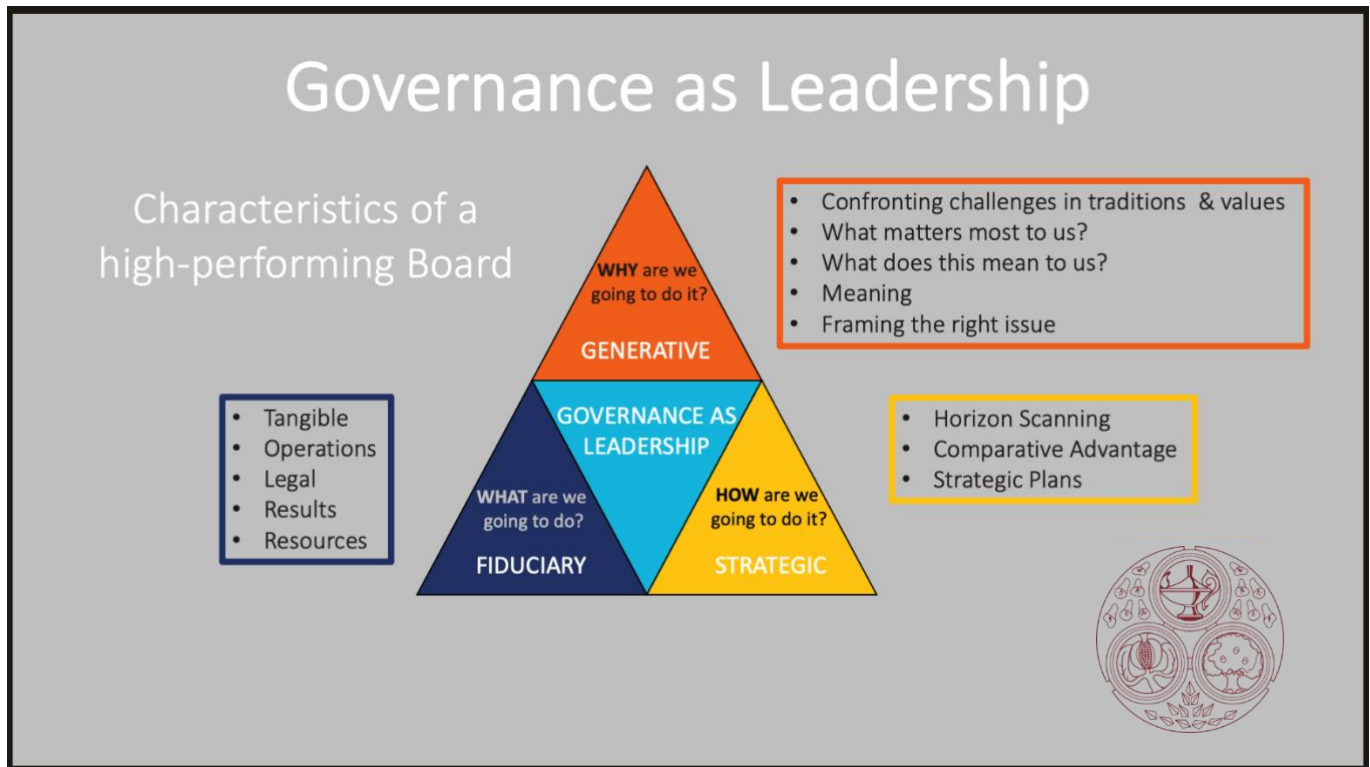 Governance as Leadership
Characteristics of a
high-performing Board
WHY are we
going to do it?
GENERATIVE
• Confronting challenges in traditions & values
• What matters most to us?
• What does this mean to us?
• Meaning
• Framing the right issue
• Tangible
• Operations
• Legal
• Results
• Resources
GOVERNANCE AS
LEADERSHIP
WHAT are we
going to do?
FIDUCIARY
HOW are we
going to do it?
STRATEGIC
• Horizon Scanning
• Comparative Advantage
• Strategic Plans